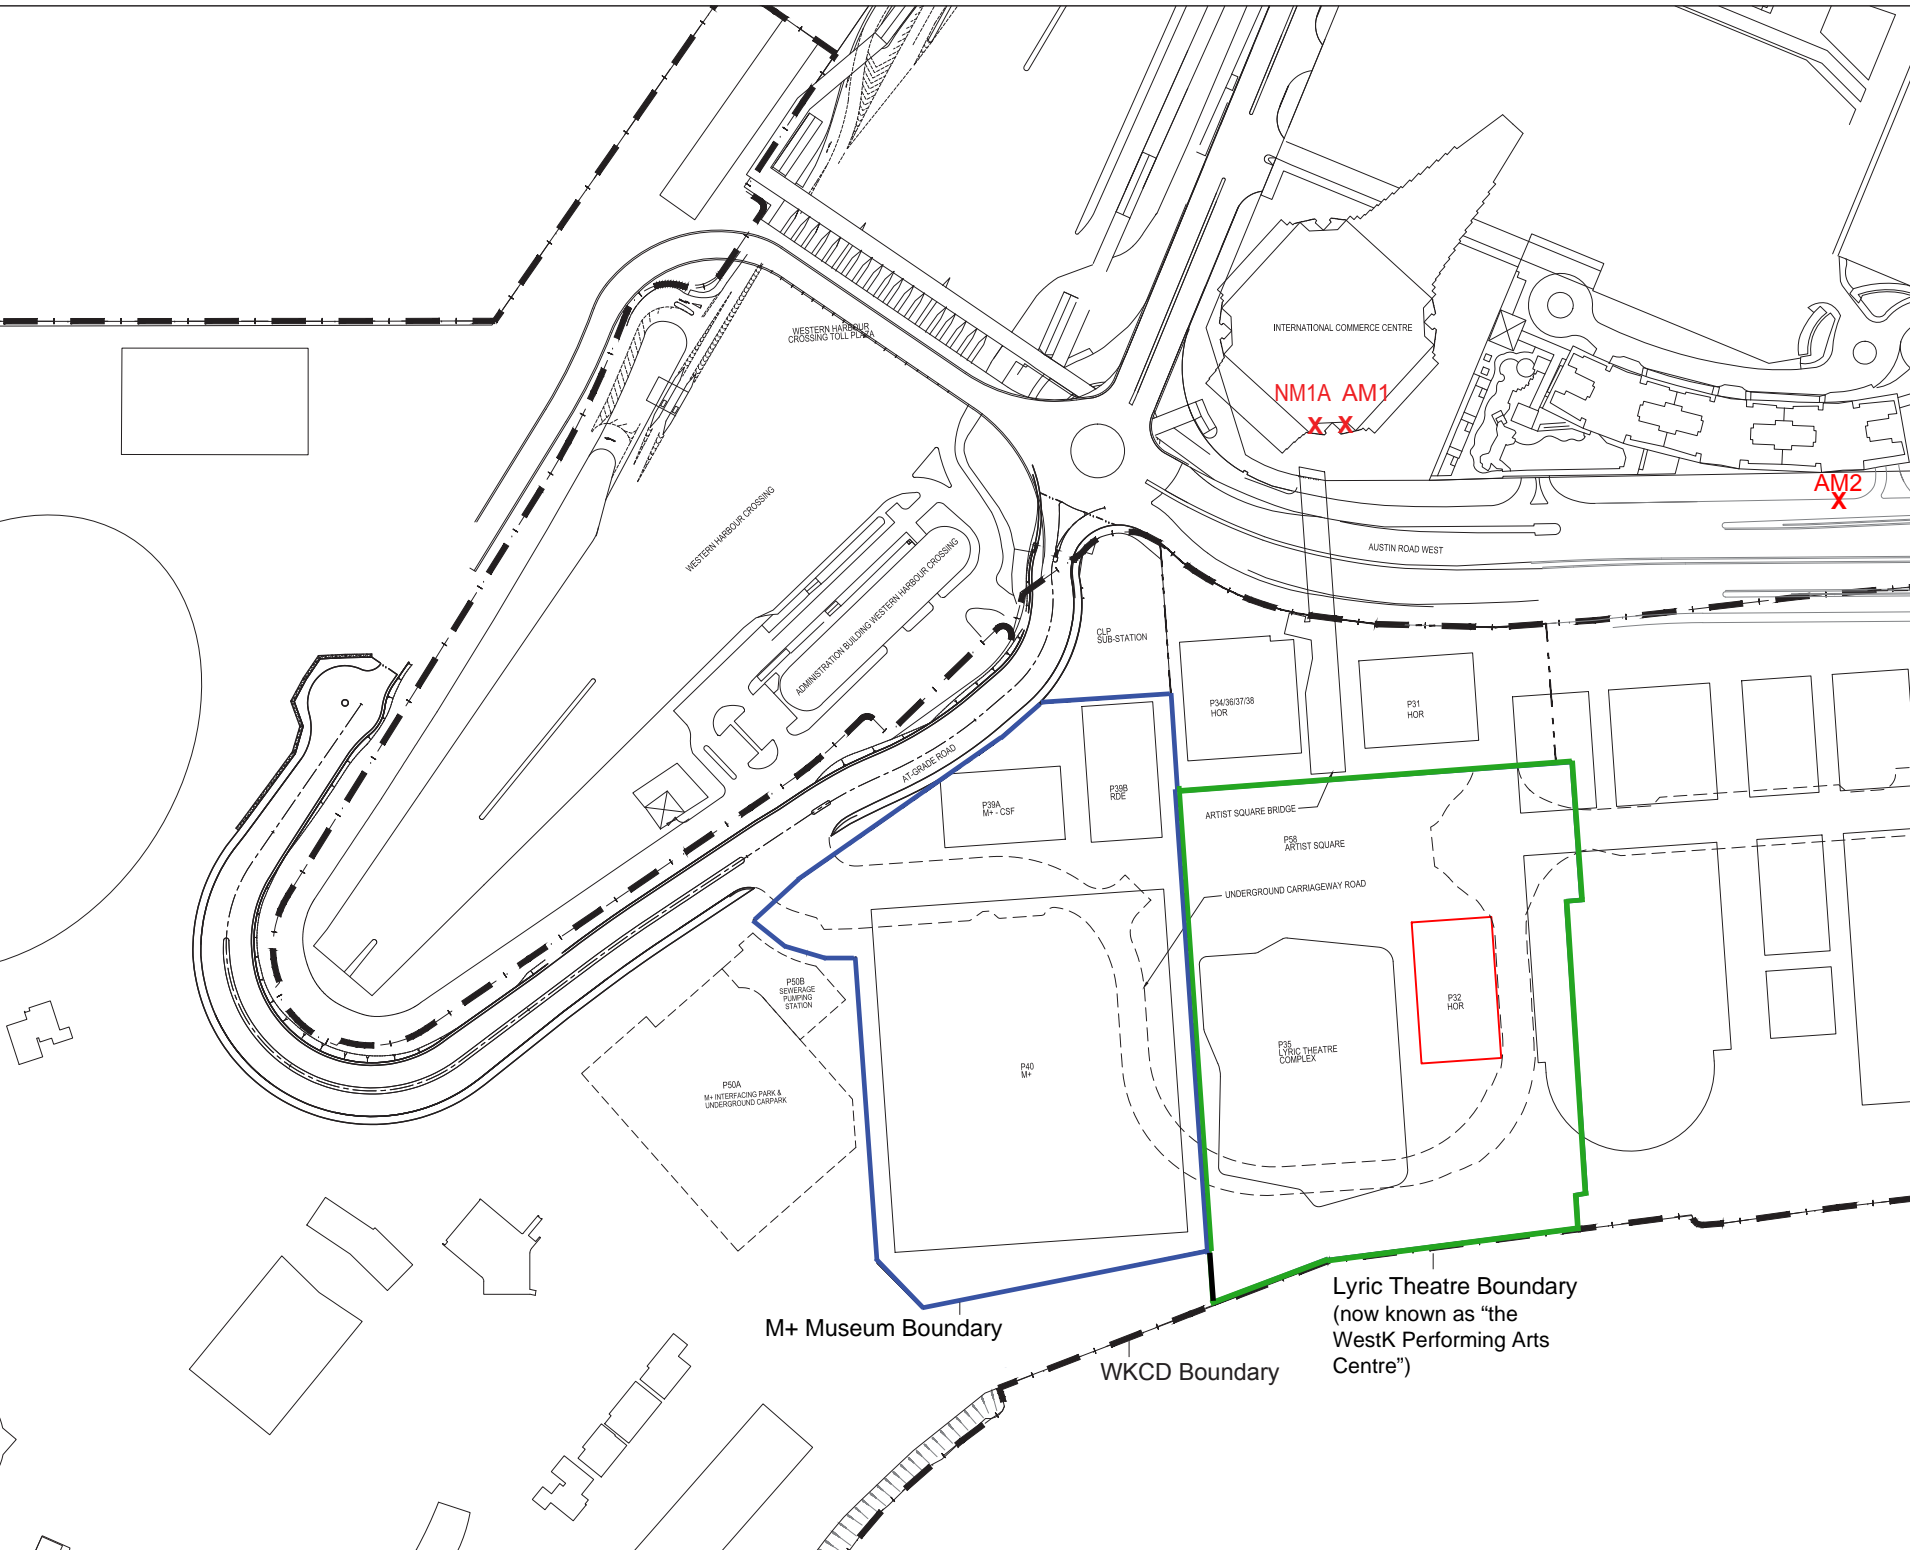 WESTERN HARBOUR
CROSSING TOLL PLAZA
INTERNATIONAL COMMERCE CENTRE
NM1A AM1
X X
AM2
X
WESTERN HARBOUR CROSSING
ADMINISTRATION BUILDING WESTERN HARBOUR CROSSING
AUSTIN ROAD WEST
CLP
SUB-STATION
P34/36/37/38
HOR
P31
HOR
AT-GRADE ROAD
P39A
M+ - CSF
P39B
RDE
ARTIST SQUARE BRIDGE
P58
ARTIST SQUARE
UNDERGROUND CARRIAGEWAY ROAD
P50B
SEWERAGE
PUMPING
STATION
P32
HOR
P35
LYRIC THEATRE
COMPLEX
P40
M+
P50A
M+ INTERFACING PARK &
UNDERGROUND CARPARK
M+ Museum Boundary
WKCD Boundary
Lyric Theatre Boundary
(now known as “the
WestK Performing Arts
Centre”)